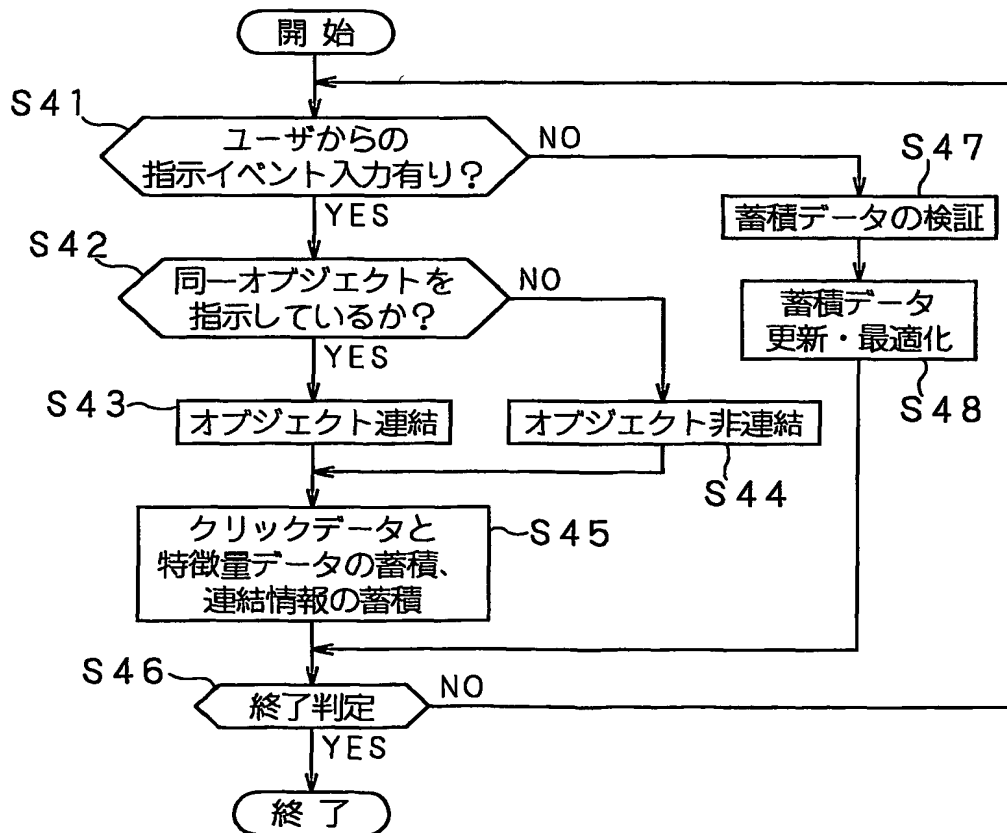 開始
S41
ユーザからの
指示イベント入力有り?
NO
YES
S47
蓄積データの検証
S42
同一オブジェクトを
指示しているか?
NO
YES
蓄積データ
更新・最適化
S48
S43
オブジェクト連結
オブジェクト非連結
S44
クリックデータと
特徴量データの蓄積、
連結情報の蓄積
S45
S46
終了判定
NO
YES
終了